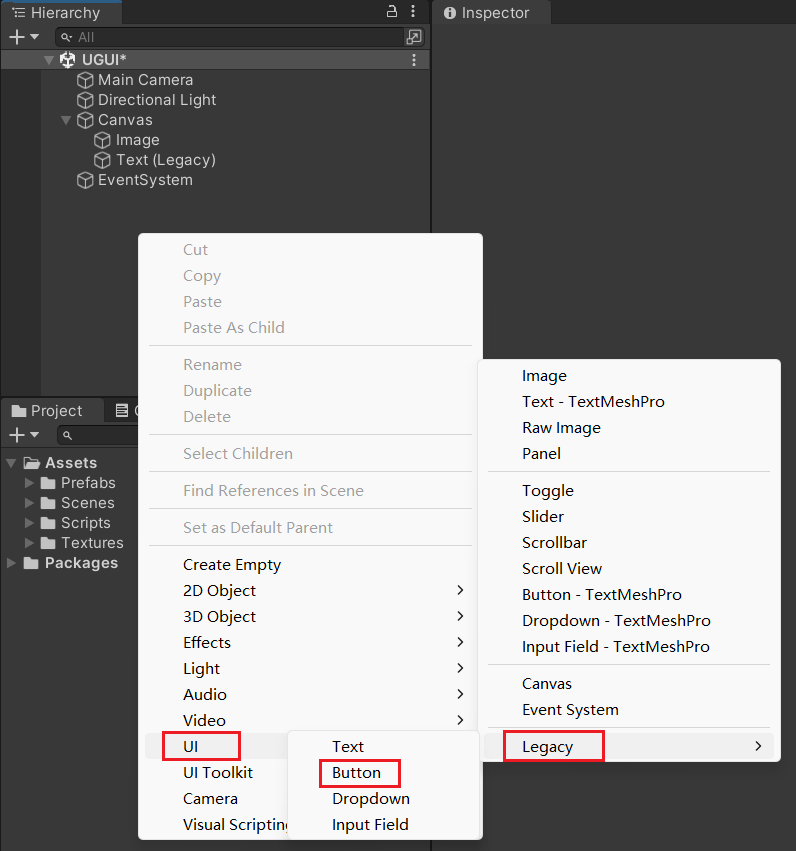 Hierarchy
Inspector
All
UGUI*
Main Camera
Directional Light
Canvas
Image
Text (Legacy)
EventSystem
Project
Assets
Prefabs
Scenes
Scripts
Textures
Packages
Cut
Copy
Paste
Paste As Child
Rename
Duplicate
Delete
Select Children
Find References in Scene
Set as Default Parent
Create Empty
2D Object
3D Object
Effects
Light
Audio
Video
UI
UI Toolkit
Camera
Visual Scripting
Image
Text - TextMeshPro
Raw Image
Panel
Toggle
Slider
Scrollbar
Scroll View
Button - TextMeshPro
Dropdown - TextMeshPro
Input Field - TextMeshPro
Canvas
Event System
Legacy
Text
Button
Dropdown
Input Field